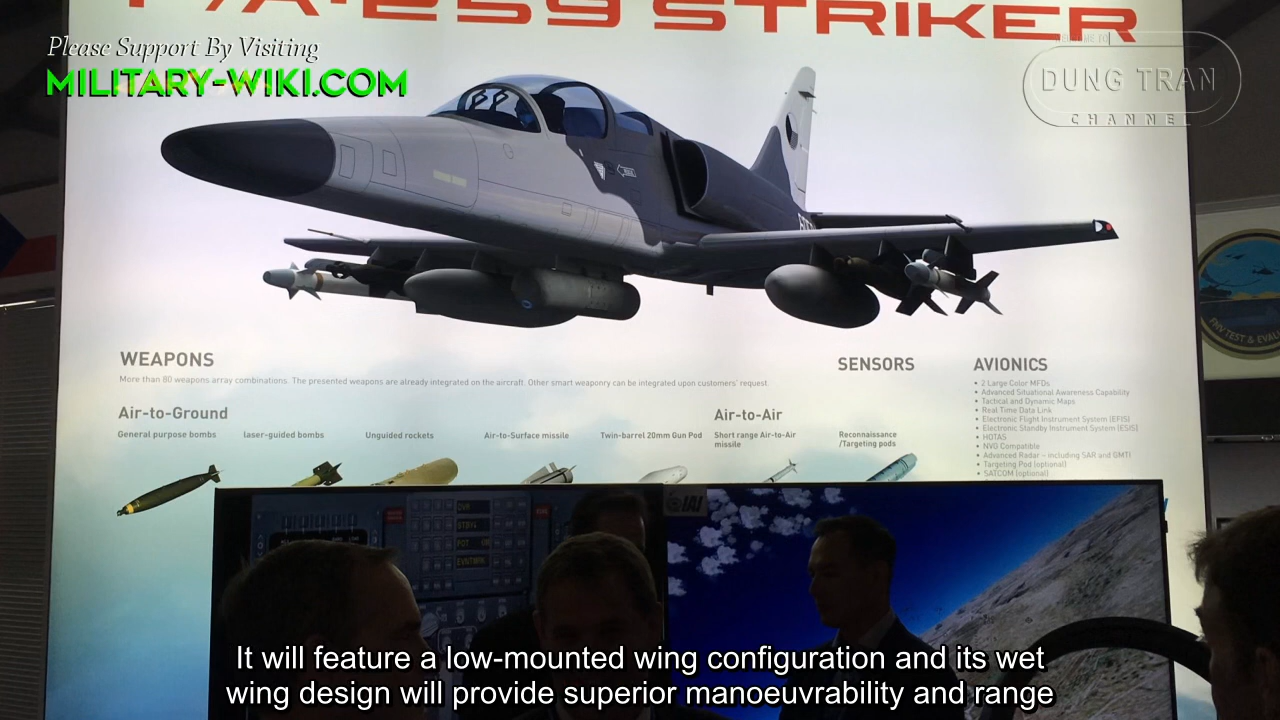 F/A-259 STRIKER
Please Support By Visiting
MILITARY-WIKI.COM
DUNG TRAN
CHANNEL
WEAPONS
More than 80 weapons array combinations. The presented weapons are already integrated on the aircraft. Other smart weaponry can be integrated upon customers' request.
Air-to-Ground
General purpose bombs
laser-guided bombs
Unguided rockets
Air-to-Surface missile
Twin-barrel 20mm Gun Pod
Air-to-Air
Short range Air-to-Air
missile
SENSORS
Reconnaissance
/Targeting pods
AVIONICS
• 2 Large Color MFDs
• Advanced Situational Awareness Capability
• Tactical and Dynamic Maps
• Real Time Data Link
• Electronic Flight Instrument System (EFIS)
• Electronic Standby Instrument System (ESIS)
• HOTAS
• NVG Compatible
• Advanced Radar – including SAR and GMTI
• Targeting Pod (optional)
• SATCOM (optional)
IAI
TEST & EVALU
It will feature a low-mounted wing configuration and its wet
wing design will provide superior manoeuvrability and range